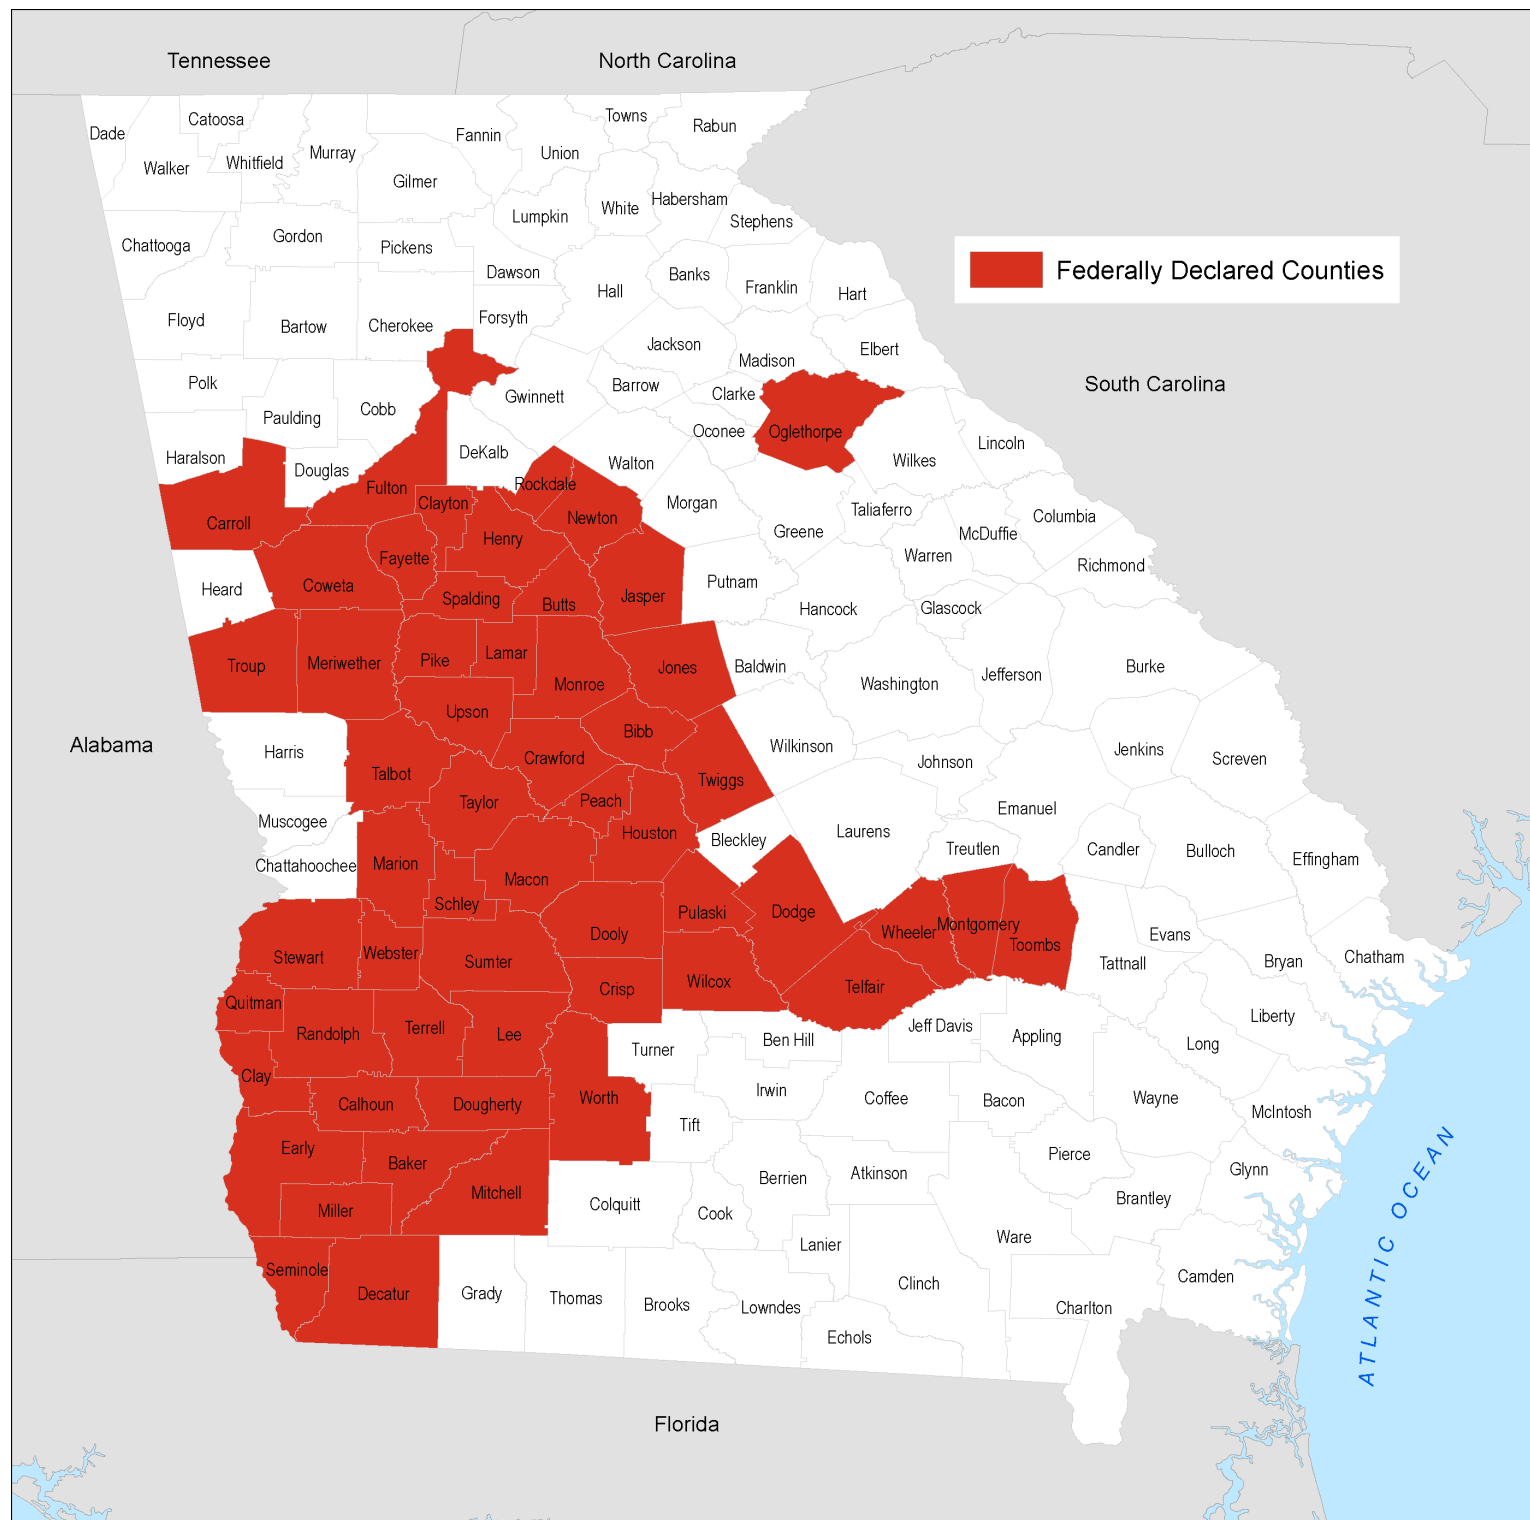 Tennessee
North Carolina
Towns
Catoosa
Rabun
Dade
Fannin
Murray
Union
Whitfield
Walker
Gilmer
Habersham
White
Lumpkin
Stephens
Gordon
Chattooga
Pickens
Dawson
Banks
Federally Declared Counties
Franklin
Hall
Hart
Forsyth
Floyd
Bartow
Cherokee
Jackson
Elbert
Madison
Polk
Barrow
South Carolina
Clarke
Gwinnett
Cobb
Paulding
Oconee
Oglethorpe
Lincoln
DeKalb
Haralson
Walton
Wilkes
Douglas
Rockdale
Fulton
Clayton
Morgan
Taliaferro
Columbia
Newton
Carroll
Greene
McDuffie
Henry
Warren
Fayette
Richmond
Putnam
Coweta
Heard
Jasper
Spalding
Butts
Glascock
Hancock
Lamar
Pike
Meriwether
Troup
Baldwin
Burke
Jones
Jefferson
Monroe
Washington
Upson
Bibb
Alabama
Wilkinson
Jenkins
Harris
Crawford
Screven
Johnson
Talbot
Twiggs
Peach
Taylor
Emanuel
Muscogee
Laurens
Houston
Bleckley
Treutlen
Candler
Bulloch
Effingham
Marion
Chattahoochee
Macon
Schley
Pulaski
Dodge
Montgomery
Wheeler
Dooly
Evans
Toombs
Webster
Stewart
Chatham
Sumter
Bryan
Tattnall
Wilcox
Telfair
Crisp
Quitman
Liberty
Jeff Davis
Terrell
Randolph
Lee
Appling
Ben Hill
Long
Turner
Clay
Irwin
Worth
Coffee
Wayne
Bacon
Calhoun
Dougherty
McIntosh
Tift
Early
Pierce
Baker
Glynn
Atkinson
Berrien
Mitchell
Brantley
Colquitt
Miller
Cook
Ware
Lanier
ATLANTIC OCEAN
Seminole
Camden
Clinch
Decatur
Grady
Thomas
Brooks
Lowndes
Charlton
Echols
Florida